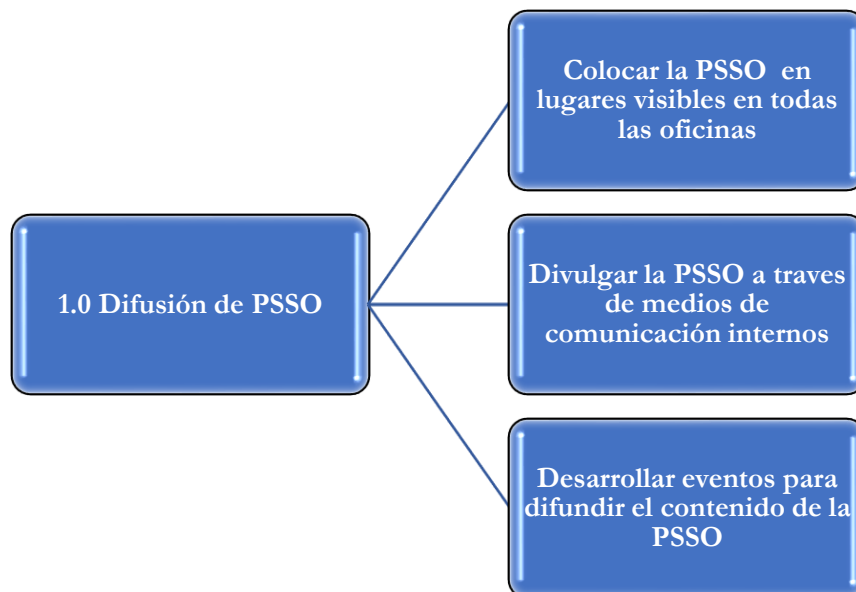 Colocar la PSSO en
lugares visibles en todas
las oficinas
1.0 Difusión de PSSO
Divulgar la PSSO a traves
de medios de
comunicación internos
Desarrollar eventos para
difundir el contenido de la
PSSO